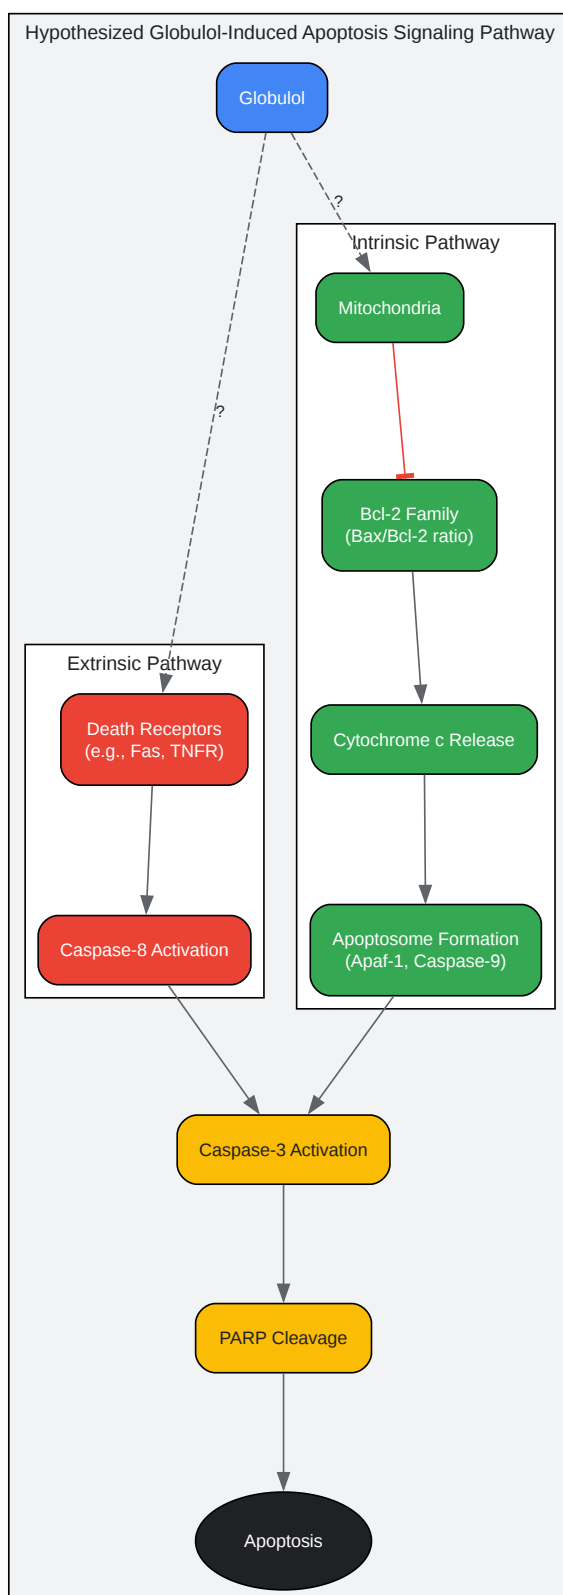 Hypothesized Globulol-Induced Apoptosis Signaling Pathway
Globulol
?
Intrinsic Pathway
Mitochondria
?
Bcl-2 Family
(Bax/Bcl-2 ratio)
Extrinsic Pathway
Death Receptors
(e.g., Fas, TNFR)
Cytochrome c Release
Caspase-8 Activation
Apoptosome Formation
(Apaf-1, Caspase-9)
Caspase-3 Activation
PARP Cleavage
Apoptosis